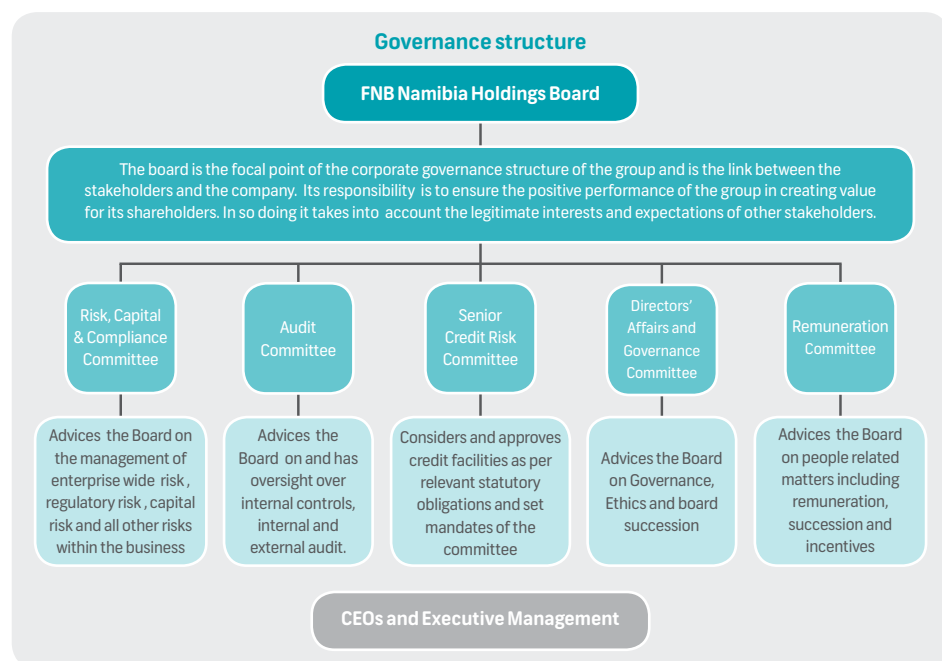 Governance structure
FNB Namibia Holdings Board
The board is the focal point of the corporate governance structure of the group and is the link between the
stakeholders and the company. Its responsibility is to ensure the positive performance of the group in creating value
for its shareholders. In so doing it takes into account the legitimate interests and expectations of other stakeholders.
Risk, Capital
& Compliance
Committee
Audit
Committee
Senior
Credit Risk
Committee
Directors'
Affairs and
Governance
Committee
Remuneration
Committee
Advices the Board on
the management of
enterprise wide risk ,
regulatory risk , capital
risk and all other risks
within the business
Advices the
Board on and has
oversight over
internal controls,
internal and
external audit.
Considers and approves
credit facilities as per
relevant statutory
obligations and set
mandates of the
committee
Advices the Board
on Governance,
Ethics and board
succession
Advices the Board
on people related
matters including
remuneration,
succession and
incentives
CEOs and Executive Management